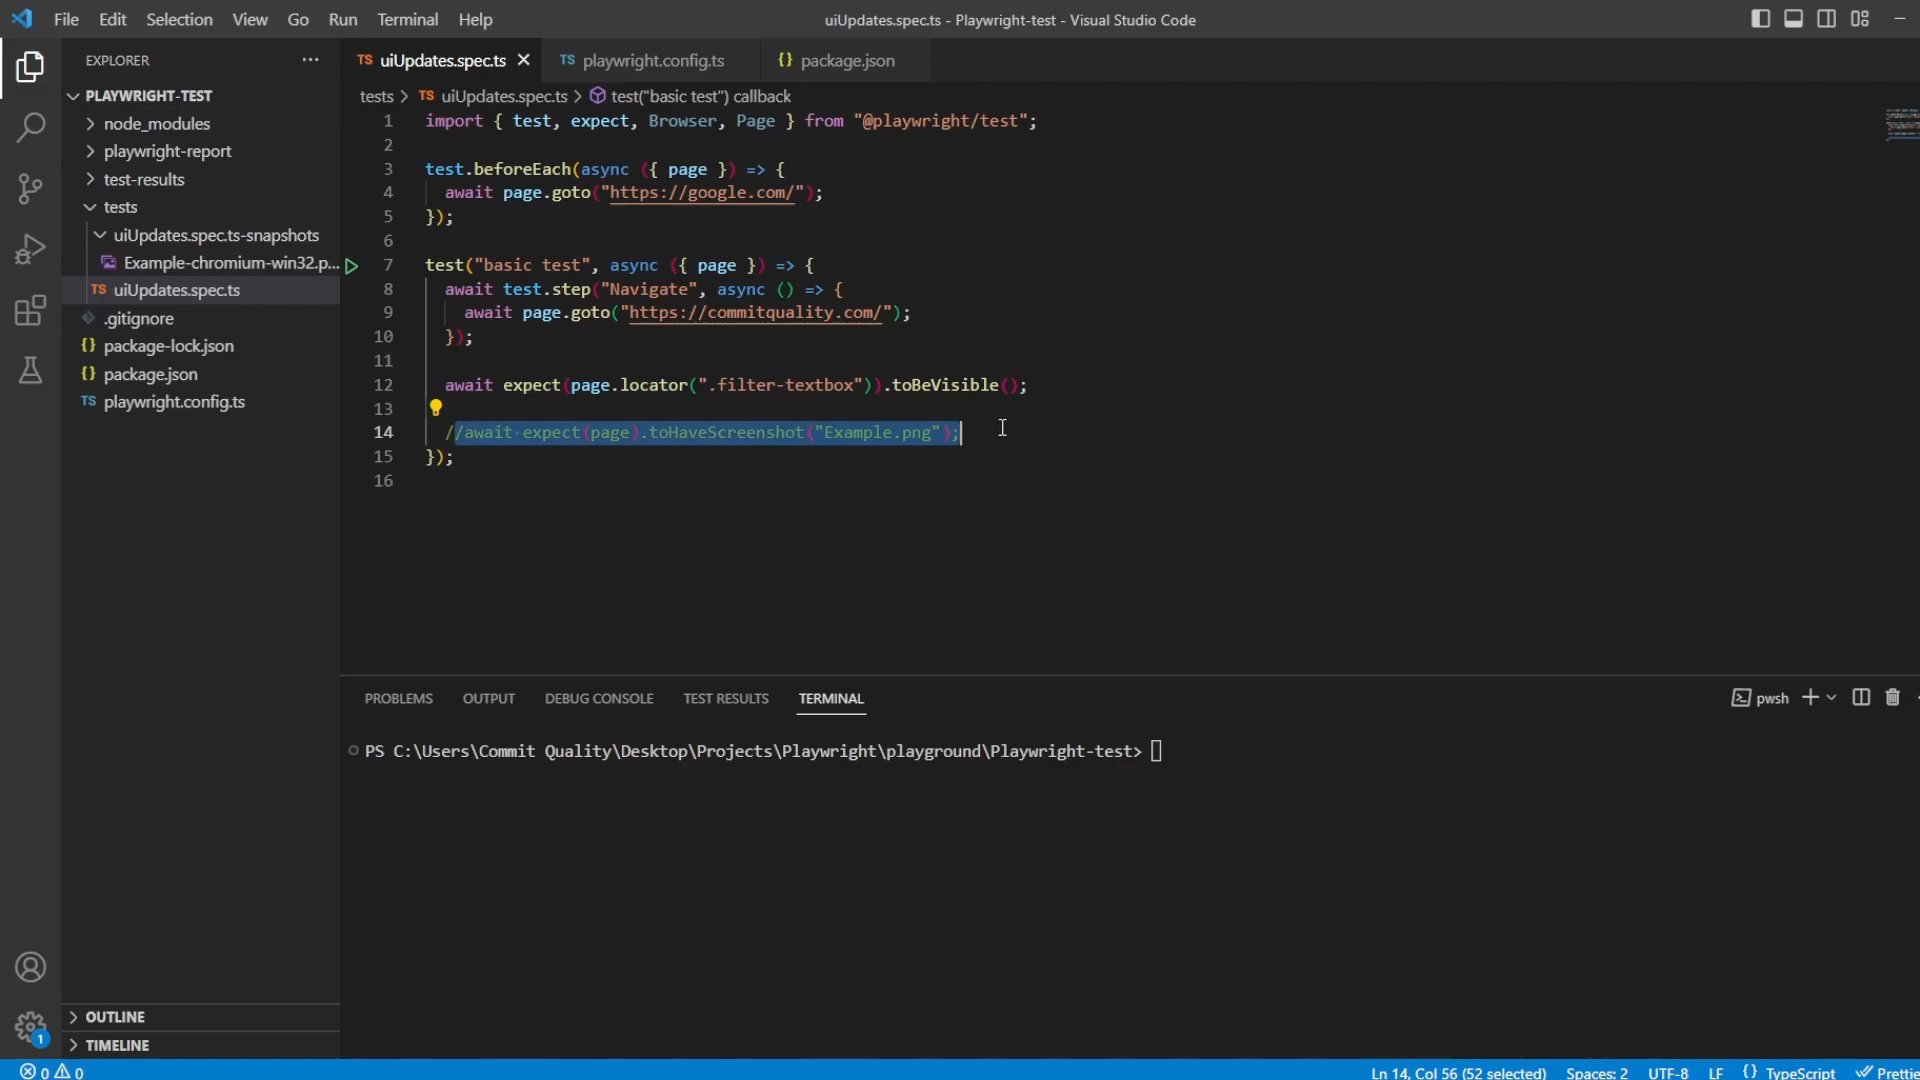 File Edit Selection View Go Run Terminal Help
uiUpdates.spec.ts - Playwright-test - Visual Studio Code
EXPLORER
PLAYWRIGHT-TEST
node_modules
playwright-report
test-results
tests
uiUpdates.spec.ts-snapshots
Example-chromium-win32.p...
TS uiUpdates.spec.ts
.gitignore
{} package-lock.json
{} package.json
TS playwright.config.ts
OUTLINE
TIMELINE
1
TS uiUpdates.spec.ts TS playwright.config.ts {} package.json
tests > TS uiUpdates.spec.ts > test("basic test") callback
1 import { test, expect, Browser, Page } from "@playwright/test";
2
3 test.beforeEach(async ({ page }) => {
4 await page.goto("https://google.com/");
5 });
6
7 test("basic test", async ({ page }) => {
8 await test.step("Navigate", async () => {
9 await page.goto("https://commitquality.com/");
10 });
11
12 await expect(page.locator(".filter-textbox")).toBeVisible();
13
14 //await expect(page).toHaveScreenshot("Example.png");
15 });
16
PROBLEMS OUTPUT DEBUG CONSOLE TEST RESULTS TERMINAL
pwsh
PS C:\Users\Commit Quality\Desktop\Projects\Playwright\playground\Playwright-test>
0 0
Ln 14, Col 56 (52 selected) Spaces: 2 UTF-8 LF {} TypeScript Prettie